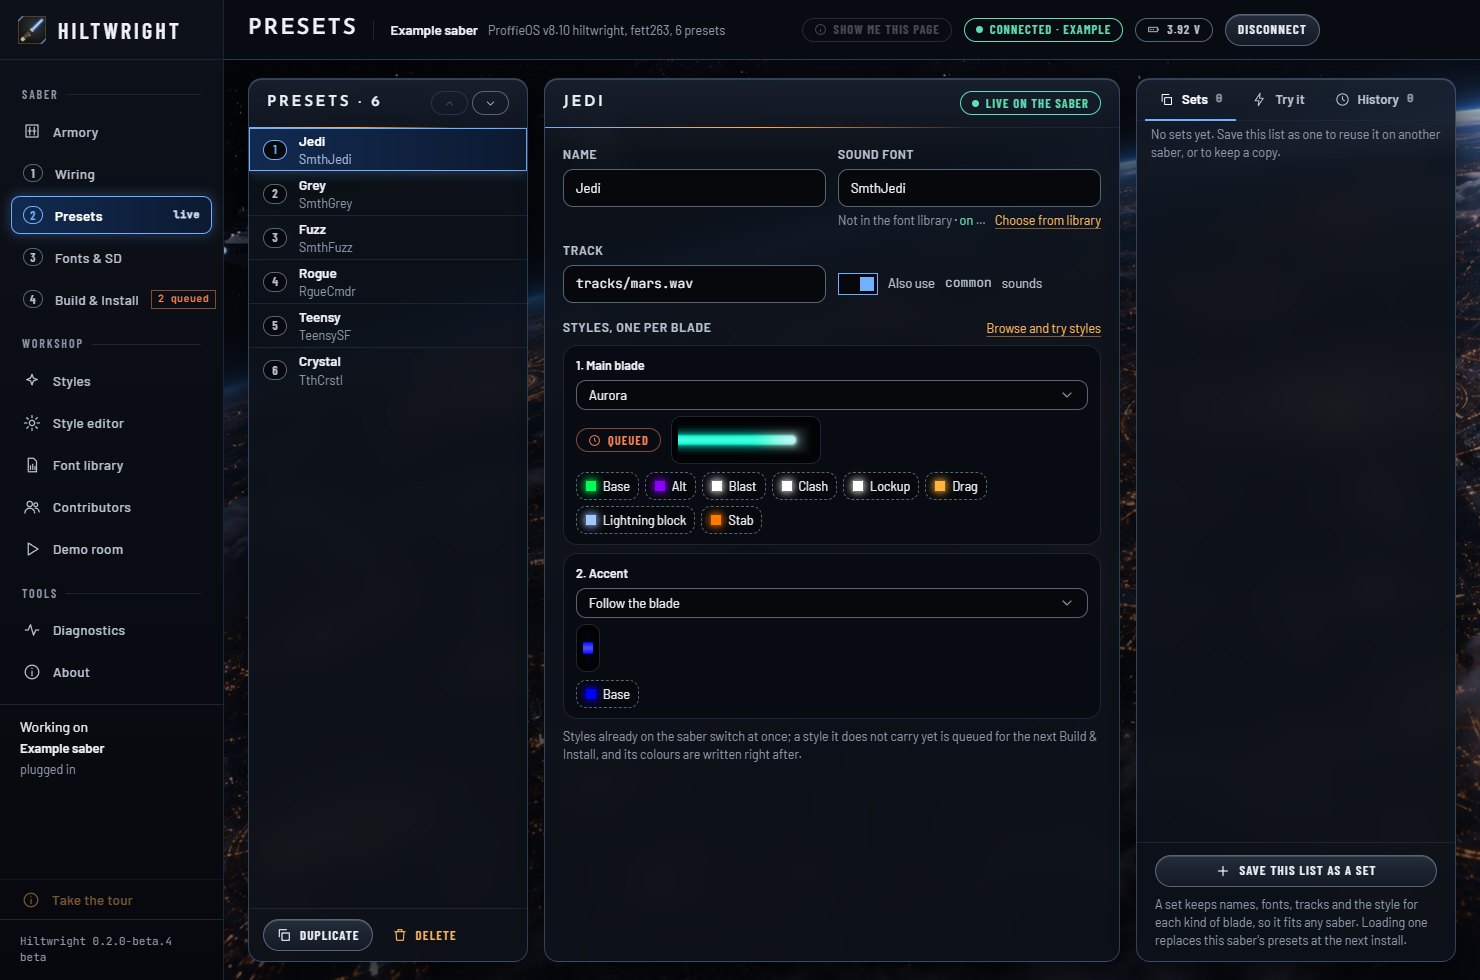 HILTWRIGHT
PRESETS
Example saber ProffieOS v8.10 hiltwright, fett263, 6 presets
SHOW ME THIS PAGE
CONNECTED · EXAMPLE
3.92 V
DISCONNECT
SABER
Armory
1 Wiring
2 Presets live
3 Fonts & SD
4 Build & Install 2 queued
WORKSHOP
Styles
Style editor
Font library
Contributors
Demo room
TOOLS
Diagnostics
About
Working on
Example saber
plugged in
Take the tour
Hiltwright 0.2.0-beta.4
beta
PRESETS · 6
1 Jedi
SmthJedi
2 Grey
SmthGrey
3 Fuzz
SmthFuzz
4 Rogue
RgueCmdr
5 Teensy
TeensySF
6 Crystal
TthCrstl
DUPLICATE
DELETE
JEDI
LIVE ON THE SABER
NAME
Jedi
SOUND FONT
SmthJedi
Not in the font library · on ... Choose from library
TRACK
tracks/mars.wav
Also use common sounds
STYLES, ONE PER BLADE
Browse and try styles
1. Main blade
Aurora
QUEUED
Base Alt Blast Clash Lockup Drag
Lightning block Stab
2. Accent
Follow the blade
Base
Styles already on the saber switch at once; a style it does not carry yet is queued for the next Build &
Install, and its colours are written right after.
Sets 0 Try it History 0
No sets yet. Save this list as one to reuse it on another
saber, or to keep a copy.
SAVE THIS LIST AS A SET
A set keeps names, fonts, tracks and the style for
each kind of blade, so it fits any saber. Loading one
replaces this saber's presets at the next install.